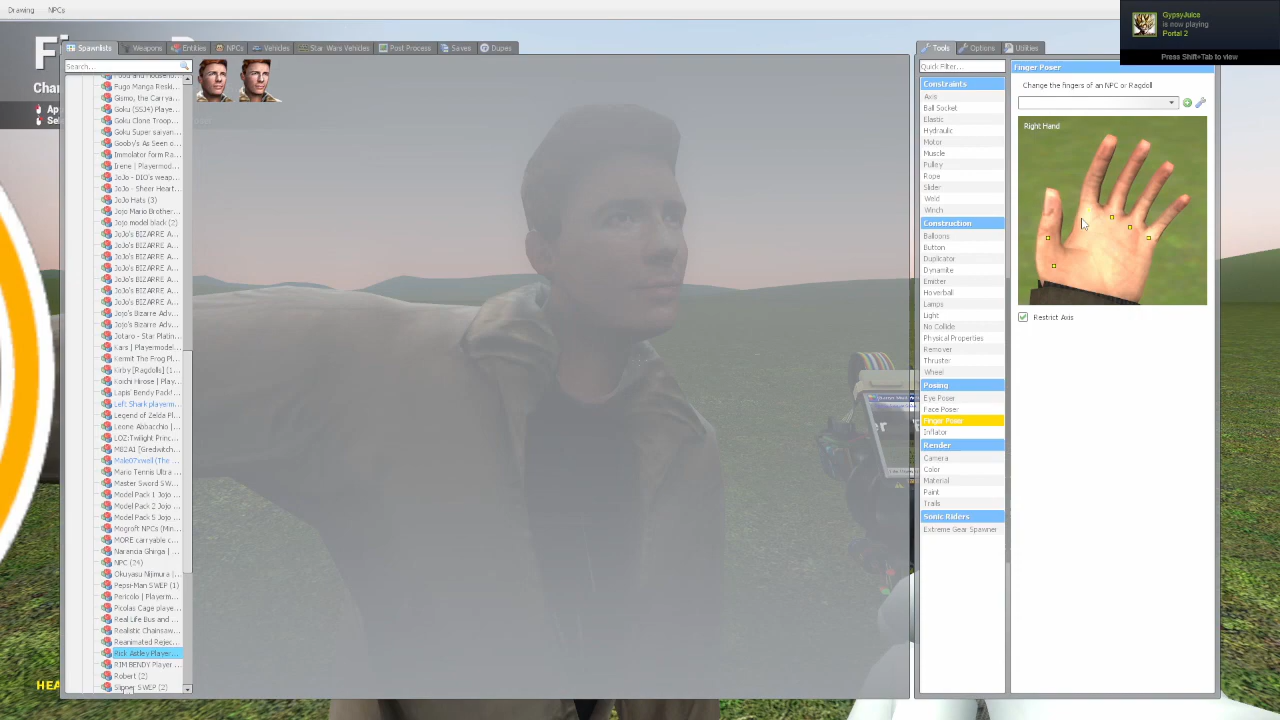 Drawing NPCs
GypsyJuice
is now playing
Portal 2
Press Shift+Tab to view
Spawnlists Weapons Entities NPCs Vehicles Star Wars Vehicles Post Process Saves Dupes
Tools Options Utilities
Search...
Food and Househo...
Fugo Manga Reski...
Gismo, the Carrya...
Goku (SSJ4) Playe...
Goku Clone Troop...
Goku Super saiyan...
Gooby's As Seen o...
Immolator form Ra...
Irene | Playermod...
JoJo - DIO's weap...
JoJo - Sheer Heart...
JoJo Hats (3)
Jojo Mario Brother...
Jojo model black (2)
JoJo's BIZARRE A...
JoJo's BIZARRE A...
JoJo's BIZARRE A...
JoJo's BIZARRE A...
JoJo's BIZARRE A...
JoJo's BIZARRE A...
JoJo's BIZARRE A...
Jojo's Bizarre Adv...
Jojo's Bizarre Adv...
Jotaro - Star Platin...
Kars | Playermodel...
Kermit The Frog Pl...
Kirby [Ragdolls] (1...
Koichi Hirose | Play...
Lapis' Bendy Pack!...
Left Shark playerm...
Legend of Zelda Pl...
Leone Abbacchio |...
LOZ:Twilight Princ...
M82A1 [Gredwitch...
Male07xwall (The ...
Mario Tennis Ultra ...
Master Sword SW...
Model Pack 1 Jojo ...
Model Pack 2 Jojo ...
Model Pack 5 Jojo ...
Mogroft NPCs (Min...
MORE carryable c...
Narancia Ghirga |...
NPC (24)
Okuyasu Nijimura |...
Pepsi-Man SWEP (1)
Pericolo | Playerm...
Picolas Cage playe...
Real Life Bus and ...
Realistic Chainsaw...
Reanimated Rejec...
Rick Astley Player...
RIM BENDY Player ...
Robert (2)
Slipper SWEP (2)
Quick Filter...
Constraints
Axis
Ball Socket
Elastic
Hydraulic
Motor
Muscle
Pulley
Rope
Slider
Weld
Winch
Construction
Balloons
Button
Duplicator
Dynamite
Emitter
Hoverball
Lamps
Light
No Collide
Physical Properties
Remover
Thruster
Wheel
Posing
Eye Poser
Face Poser
Finger Poser
Inflator
Render
Camera
Color
Material
Paint
Trails
Sonic Riders
Extreme Gear Spawner
Finger Poser
Change the fingers of an NPC or Ragdoll
Right Hand
Restrict Axis